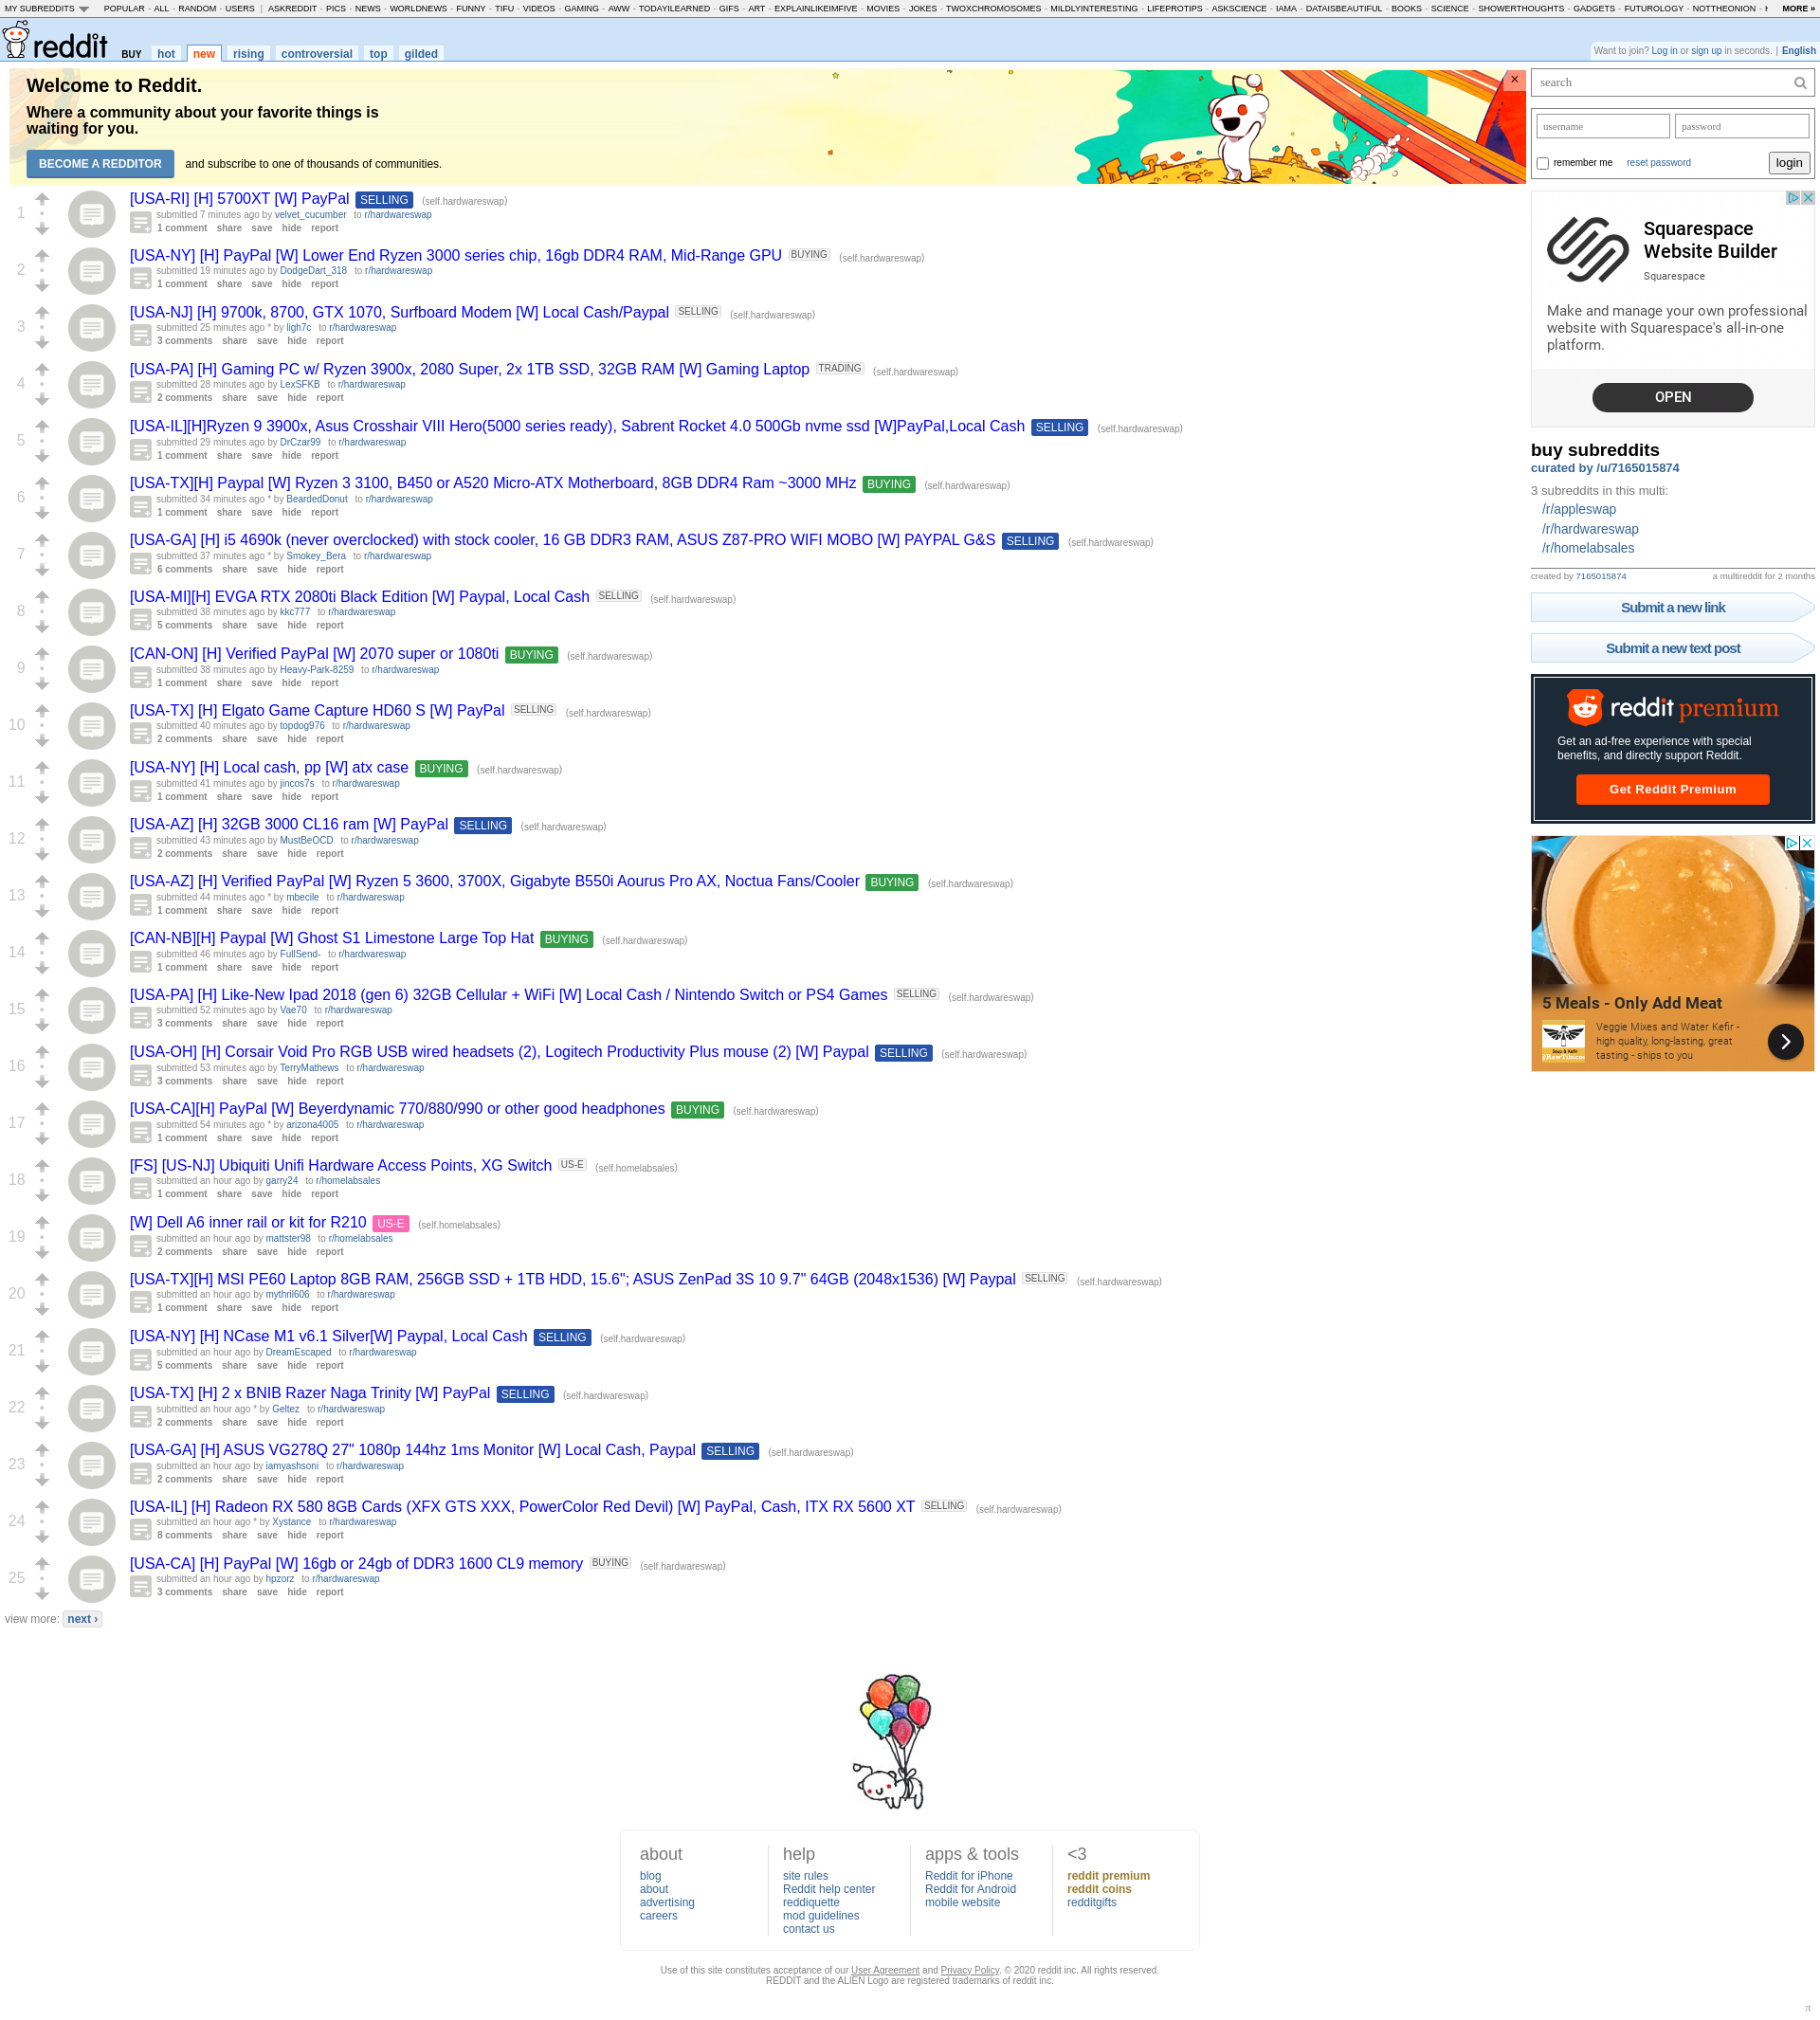 MY SUBREDDITS POPULAR - ALL - RANDOM - USERS | ASKREDDIT - PICS - NEWS - WORLDNEWS - FUNNY - TIFU - VIDEOS - GAMING - AWW - TODAYILEARNED - GIFS - ART - EXPLAINLIKEIMFIVE - MOVIES - JOKES - TWOXCHROMOSOMES - MILDLYINTERESTING - LIFEPROTIPS - ASKSCIENCE - IAMA - DATAISBEAUTIFUL - BOOKS - SCIENCE - SHOWERTHOUGHTS - GADGETS - FUTUROLOGY - NOTTHEONION - MORE »
reddit BUY hot new rising controversial top gilded
Want to join? Log in or sign up in seconds. | English
Welcome to Reddit.
Where a community about your favorite things is
waiting for you.
BECOME A REDDITOR and subscribe to one of thousands of communities.
×
1
[USA-RI] [H] 5700XT [W] PayPal SELLING (self.hardwareswap)
submitted 7 minutes ago by velvet_cucumber to r/hardwareswap
1 comment share save hide report
2
[USA-NY] [H] PayPal [W] Lower End Ryzen 3000 series chip, 16gb DDR4 RAM, Mid-Range GPU BUYING (self.hardwareswap)
submitted 19 minutes ago by DodgeDart_318 to r/hardwareswap
1 comment share save hide report
3
[USA-NJ] [H] 9700k, 8700, GTX 1070, Surfboard Modem [W] Local Cash/Paypal SELLING (self.hardwareswap)
submitted 25 minutes ago * by ligh7c to r/hardwareswap
3 comments share save hide report
4
[USA-PA] [H] Gaming PC w/ Ryzen 3900x, 2080 Super, 2x 1TB SSD, 32GB RAM [W] Gaming Laptop TRADING (self.hardwareswap)
submitted 28 minutes ago by LexSFKB to r/hardwareswap
2 comments share save hide report
5
[USA-IL][H]Ryzen 9 3900x, Asus Crosshair VIII Hero(5000 series ready), Sabrent Rocket 4.0 500Gb nvme ssd [W]PayPal,Local Cash SELLING (self.hardwareswap)
submitted 29 minutes ago by DrCzar99 to r/hardwareswap
1 comment share save hide report
6
[USA-TX][H] Paypal [W] Ryzen 3 3100, B450 or A520 Micro-ATX Motherboard, 8GB DDR4 Ram ~3000 MHz BUYING (self.hardwareswap)
submitted 34 minutes ago * by BeardedDonut to r/hardwareswap
1 comment share save hide report
7
[USA-GA] [H] i5 4690k (never overclocked) with stock cooler, 16 GB DDR3 RAM, ASUS Z87-PRO WIFI MOBO [W] PAYPAL G&S SELLING (self.hardwareswap)
submitted 37 minutes ago * by Smokey_Bera to r/hardwareswap
6 comments share save hide report
8
[USA-MI][H] EVGA RTX 2080ti Black Edition [W] Paypal, Local Cash SELLING (self.hardwareswap)
submitted 38 minutes ago by kkc777 to r/hardwareswap
5 comments share save hide report
9
[CAN-ON] [H] Verified PayPal [W] 2070 super or 1080ti BUYING (self.hardwareswap)
submitted 38 minutes ago by Heavy-Park-8259 to r/hardwareswap
1 comment share save hide report
10
[USA-TX] [H] Elgato Game Capture HD60 S [W] PayPal SELLING (self.hardwareswap)
submitted 40 minutes ago by topdog976 to r/hardwareswap
2 comments share save hide report
11
[USA-NY] [H] Local cash, pp [W] atx case BUYING (self.hardwareswap)
submitted 41 minutes ago by jincos7s to r/hardwareswap
1 comment share save hide report
12
[USA-AZ] [H] 32GB 3000 CL16 ram [W] PayPal SELLING (self.hardwareswap)
submitted 43 minutes ago by MustBeOCD to r/hardwareswap
2 comments share save hide report
13
[USA-AZ] [H] Verified PayPal [W] Ryzen 5 3600, 3700X, Gigabyte B550i Aourus Pro AX, Noctua Fans/Cooler BUYING (self.hardwareswap)
submitted 44 minutes ago * by mbecile to r/hardwareswap
1 comment share save hide report
14
[CAN-NB][H] Paypal [W] Ghost S1 Limestone Large Top Hat BUYING (self.hardwareswap)
submitted 46 minutes ago by FullSend- to r/hardwareswap
1 comment share save hide report
15
[USA-PA] [H] Like-New Ipad 2018 (gen 6) 32GB Cellular + WiFi [W] Local Cash / Nintendo Switch or PS4 Games SELLING (self.hardwareswap)
submitted 52 minutes ago by Vae70 to r/hardwareswap
3 comments share save hide report
16
[USA-OH] [H] Corsair Void Pro RGB USB wired headsets (2), Logitech Productivity Plus mouse (2) [W] Paypal SELLING (self.hardwareswap)
submitted 53 minutes ago by TerryMathews to r/hardwareswap
3 comments share save hide report
17
[USA-CA][H] PayPal [W] Beyerdynamic 770/880/990 or other good headphones BUYING (self.hardwareswap)
submitted 54 minutes ago * by arizona4005 to r/hardwareswap
1 comment share save hide report
18
[FS] [US-NJ] Ubiquiti Unifi Hardware Access Points, XG Switch US-E (self.homelabsales)
submitted an hour ago by garry24 to r/homelabsales
1 comment share save hide report
19
[W] Dell A6 inner rail or kit for R210 US-E (self.homelabsales)
submitted an hour ago by mattster98 to r/homelabsales
2 comments share save hide report
20
[USA-TX][H] MSI PE60 Laptop 8GB RAM, 256GB SSD + 1TB HDD, 15.6"; ASUS ZenPad 3S 10 9.7" 64GB (2048x1536) [W] Paypal SELLING (self.hardwareswap)
submitted an hour ago by mythril606 to r/hardwareswap
1 comment share save hide report
21
[USA-NY] [H] NCase M1 v6.1 Silver[W] Paypal, Local Cash SELLING (self.hardwareswap)
submitted an hour ago by DreamEscaped to r/hardwareswap
5 comments share save hide report
22
[USA-TX] [H] 2 x BNIB Razer Naga Trinity [W] PayPal SELLING (self.hardwareswap)
submitted an hour ago * by Geltez to r/hardwareswap
2 comments share save hide report
23
[USA-GA] [H] ASUS VG278Q 27" 1080p 144hz 1ms Monitor [W] Local Cash, Paypal SELLING (self.hardwareswap)
submitted an hour ago by iamyashsoni to r/hardwareswap
2 comments share save hide report
24
[USA-IL] [H] Radeon RX 580 8GB Cards (XFX GTS XXX, PowerColor Red Devil) [W] PayPal, Cash, ITX RX 5600 XT SELLING (self.hardwareswap)
submitted an hour ago * by Xystance to r/hardwareswap
8 comments share save hide report
25
[USA-CA] [H] PayPal [W] 16gb or 24gb of DDR3 1600 CL9 memory BUYING (self.hardwareswap)
submitted an hour ago by hpzorz to r/hardwareswap
3 comments share save hide report
view more: next ›
search
username password
remember me reset password login
Squarespace
Website Builder
Squarespace
Make and manage your own professional
website with Squarespace's all-in-one
platform.
OPEN
buy subreddits
curated by /u/7165015874
3 subreddits in this multi:
/r/appleswap
/r/hardwareswap
/r/homelabsales
created by 7165015874 a multireddit for 2 months
Submit a new link
Submit a new text post
reddit premium
Get an ad-free experience with special
benefits, and directly support Reddit.
Get Reddit Premium
5 Meals - Only Add Meat
Veggie Mixes and Water Kefir -
high quality, long-lasting, great
tasting - ships to you
about
blog
about
advertising
careers
help
site rules
Reddit help center
reddiquette
mod guidelines
contact us
apps & tools
Reddit for iPhone
Reddit for Android
mobile website
<3
reddit premium
reddit coins
redditgifts
Use of this site constitutes acceptance of our User Agreement and Privacy Policy. © 2020 reddit inc. All rights reserved.
REDDIT and the ALIEN Logo are registered trademarks of reddit inc.
π